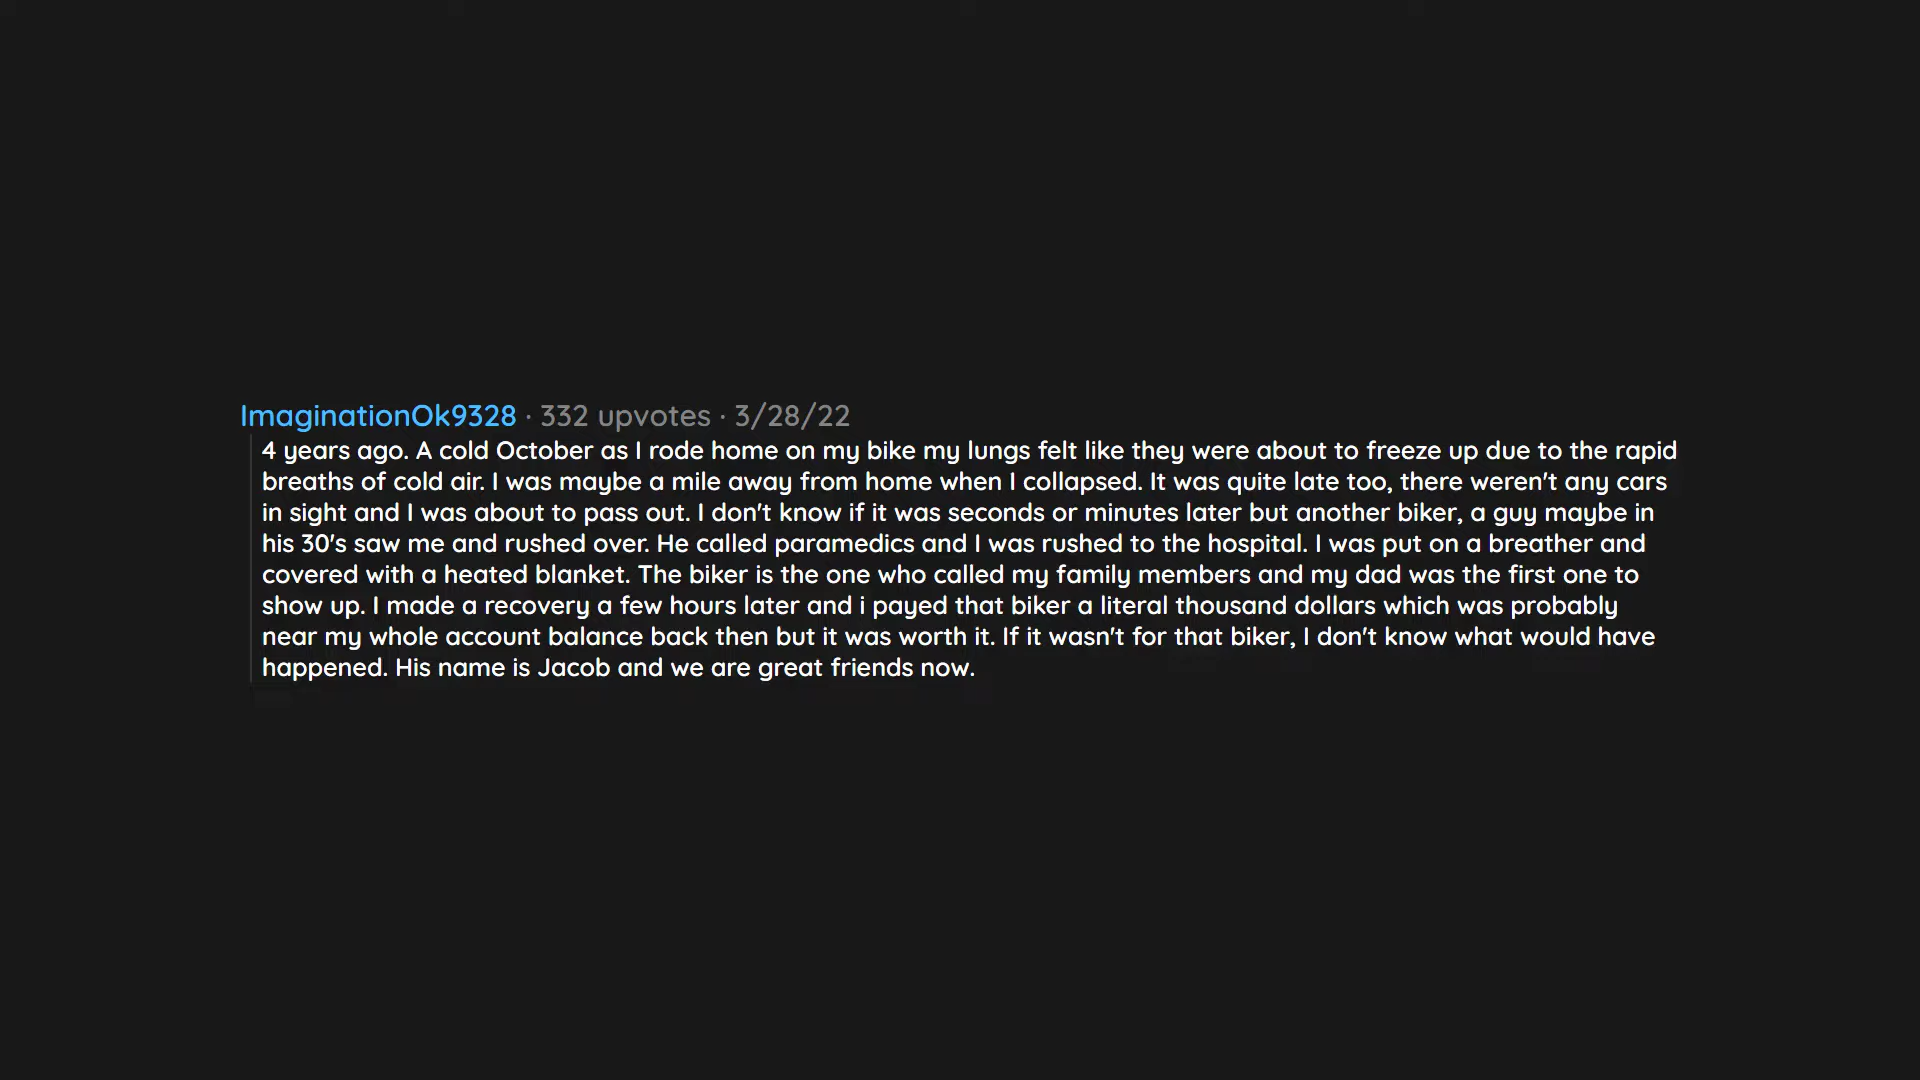 ImaginationOk9328 · 332 upvotes · 3/28/22
4 years ago. A cold October as I rode home on my bike my lungs felt like they were about to freeze up due to the rapid
breaths of cold air. I was maybe a mile away from home when I collapsed. It was quite late too, there weren't any cars
in sight and I was about to pass out. I don't know if it was seconds or minutes later but another biker, a guy maybe in
his 30's saw me and rushed over. He called paramedics and I was rushed to the hospital. I was put on a breather and
covered with a heated blanket. The biker is the one who called my family members and my dad was the first one to
show up. I made a recovery a few hours later and i payed that biker a literal thousand dollars which was probably
near my whole account balance back then but it was worth it. If it wasn't for that biker, I don't know what would have
happened. His name is Jacob and we are great friends now.